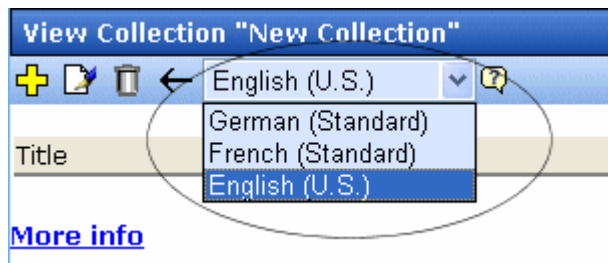 View Collection "New Collection"
English (U.S.)
German (Standard)
French (Standard)
English (U.S.)
Title
More info